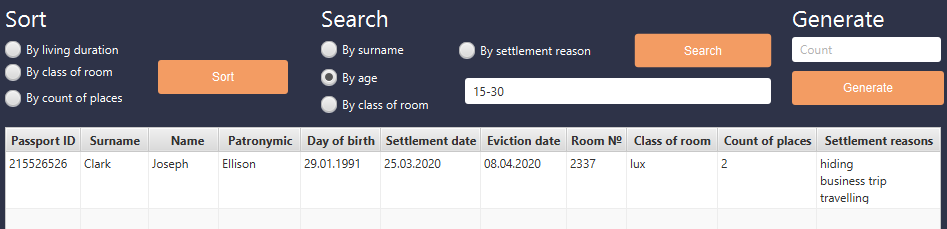 Sort
Search
Generate
By living duration
By class of room
By count of places
Sort
By surname
By settlement reason
Search
By age
15-30
By class of room
Count
Generate
Passport ID Surname Name Patronymic Day of birth Settlement date Eviction date Room № Class of room Count of places Settlement reasons
215526526 Clark Joseph Ellison 29.01.1991 25.03.2020 08.04.2020 2337 lux 2 hiding
business trip
travelling